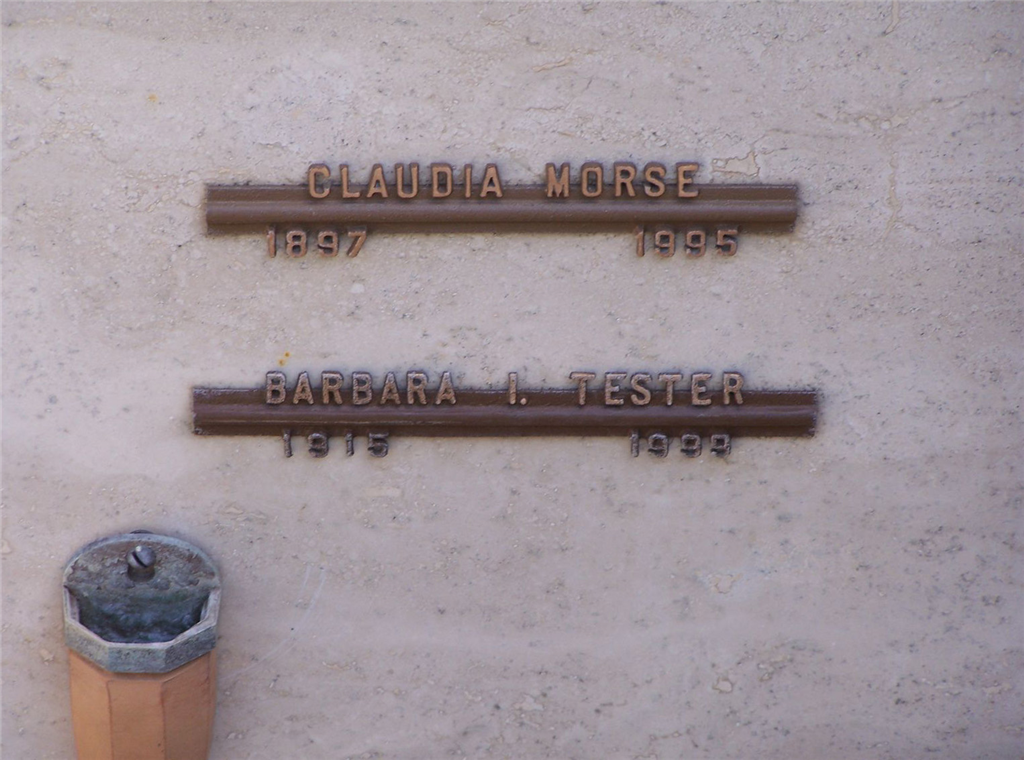 CLAUDIA MORSE
1897 1995
BARBARA I. TESTER
1915 1999